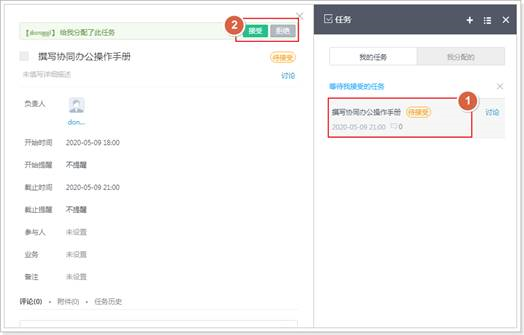 【donggl】 给我分配了此任务
2
接受
拒绝
撰写协同办公操作手册
待接受
未填写详细描述
讨论
负责人
don...
开始时间 2020-05-09 18:00
开始提醒 不提醒
截止时间 2020-05-09 21:00
截止提醒 不提醒
参与人 未设置
业务 未设置
备注 未设置
评论(0) • 附件(0) • 任务历史
任务
我的任务
我分配的
等待我接受的任务
1
撰写协同办公操作手册 待接受
讨论
2020-05-09 21:00 0